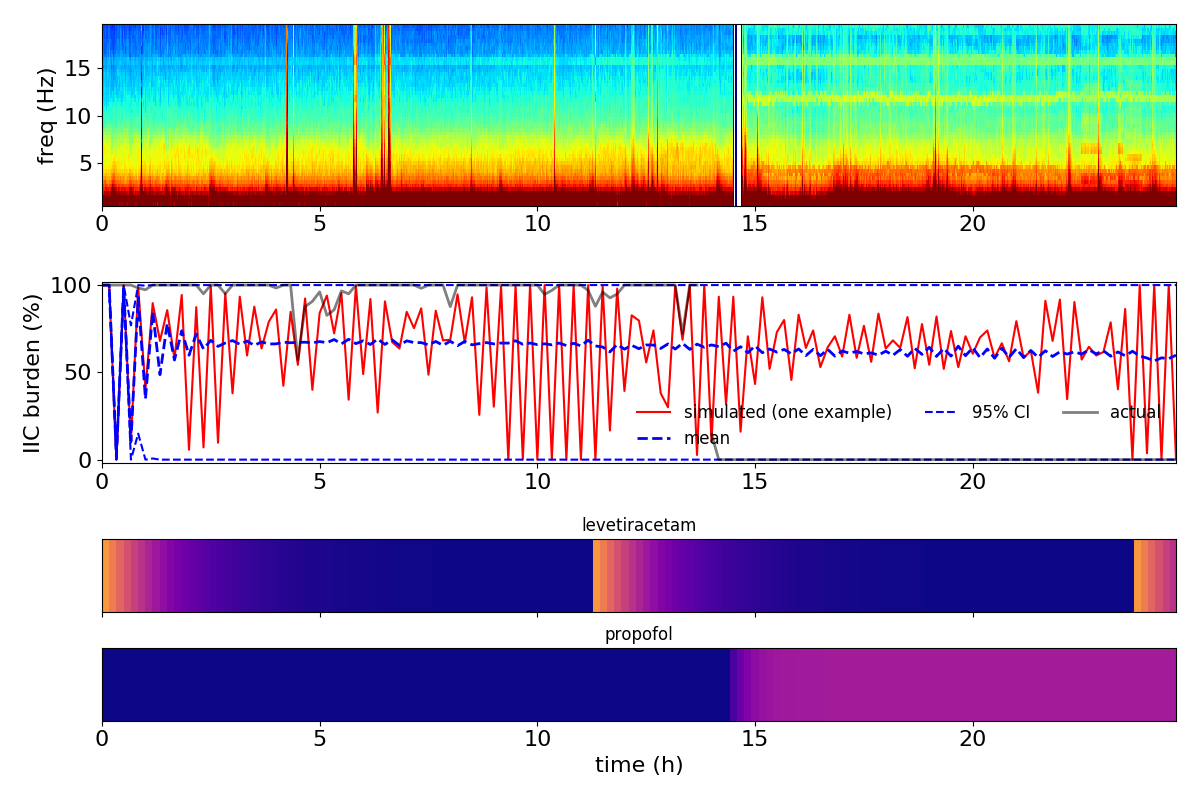 freq (Hz)
15
10
5
0 5 10 15 20
IIC burden (%)
100
50
0
simulated (one example) 95% CI actual
mean
0 5 10 15 20
levetiracetam
propofol
0 5 10 15 20
time (h)